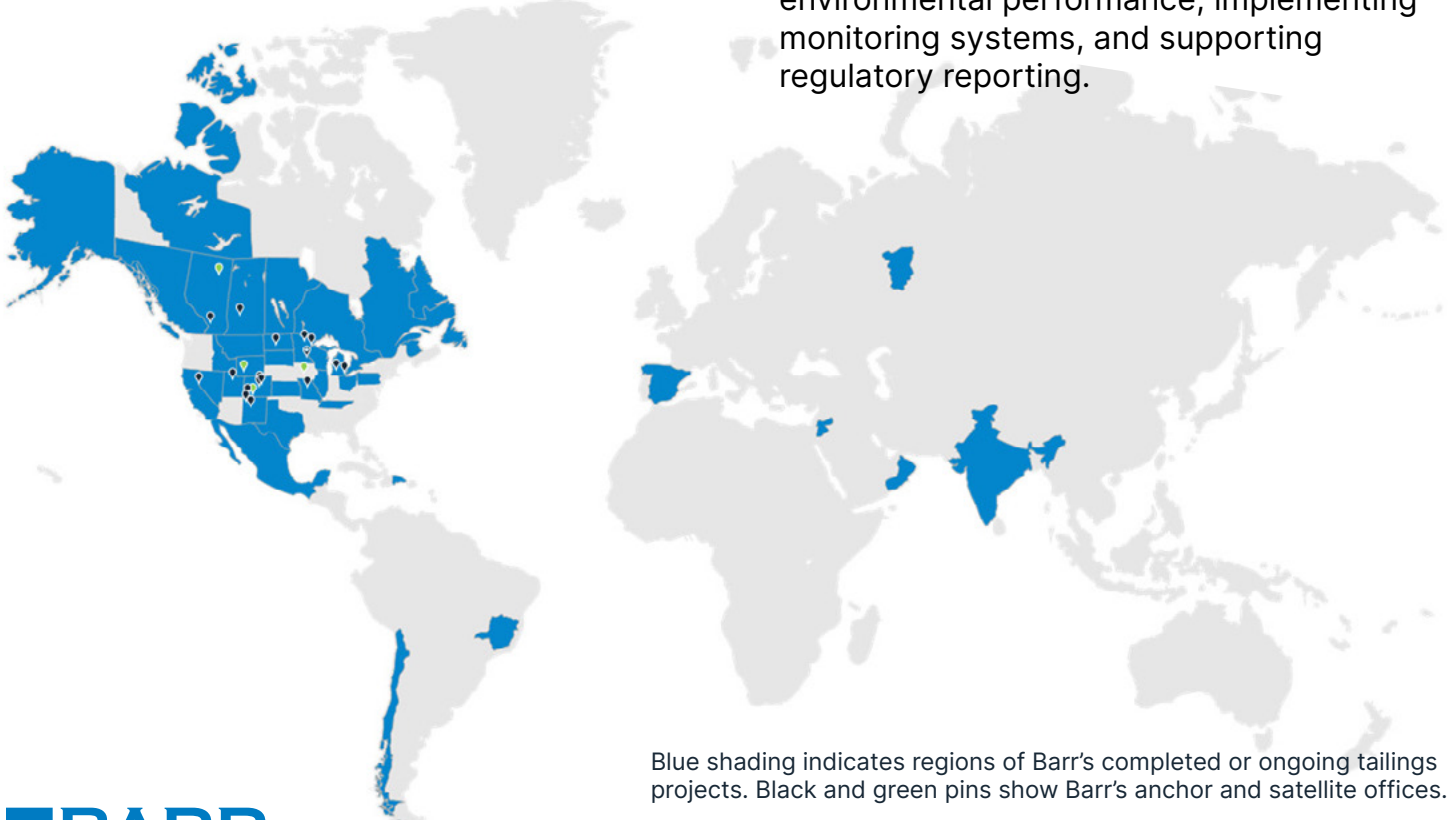 environmental performance, implementing
monitoring systems, and supporting
regulatory reporting.
Blue shading indicates regions of Barr’s completed or ongoing tailings
projects. Black and green pins show Barr’s anchor and satellite offices.
BARR